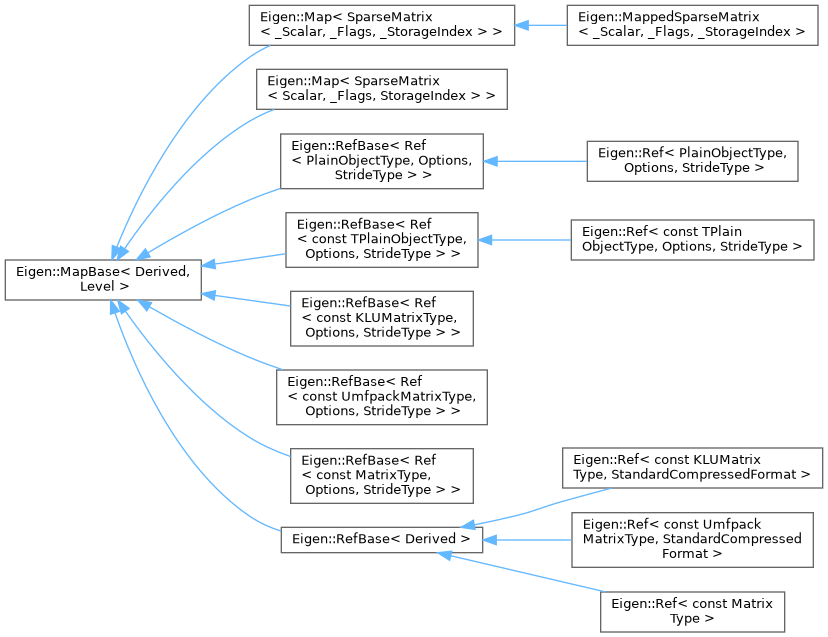 Eigen::Map< SparseMatrix
< _Scalar, _Flags, _StorageIndex > >
Eigen::MappedSparseMatrix
< _Scalar, _Flags, _StorageIndex >
Eigen::Map< SparseMatrix
< Scalar, _Flags, StorageIndex > >
Eigen::RefBase< Ref
< PlainObjectType, Options,
StrideType > >
Eigen::Ref< PlainObjectType,
Options, StrideType >
Eigen::RefBase< Ref
< const TPlainObjectType,
Options, StrideType > >
Eigen::Ref< const TPlain
ObjectType, Options, StrideType >
Eigen::MapBase< Derived,
Level >
Eigen::RefBase< Ref
< const KLUMatrixType,
Options, StrideType > >
Eigen::RefBase< Ref
< const UmfpackMatrixType,
Options, StrideType > >
Eigen::RefBase< Ref
< const MatrixType,
Options, StrideType > >
Eigen::RefBase< Derived >
Eigen::Ref< const KLUMatrix
Type, StandardCompressedFormat >
Eigen::Ref< const Umfpack
MatrixType, StandardCompressed
Format >
Eigen::Ref< const Matrix
Type >